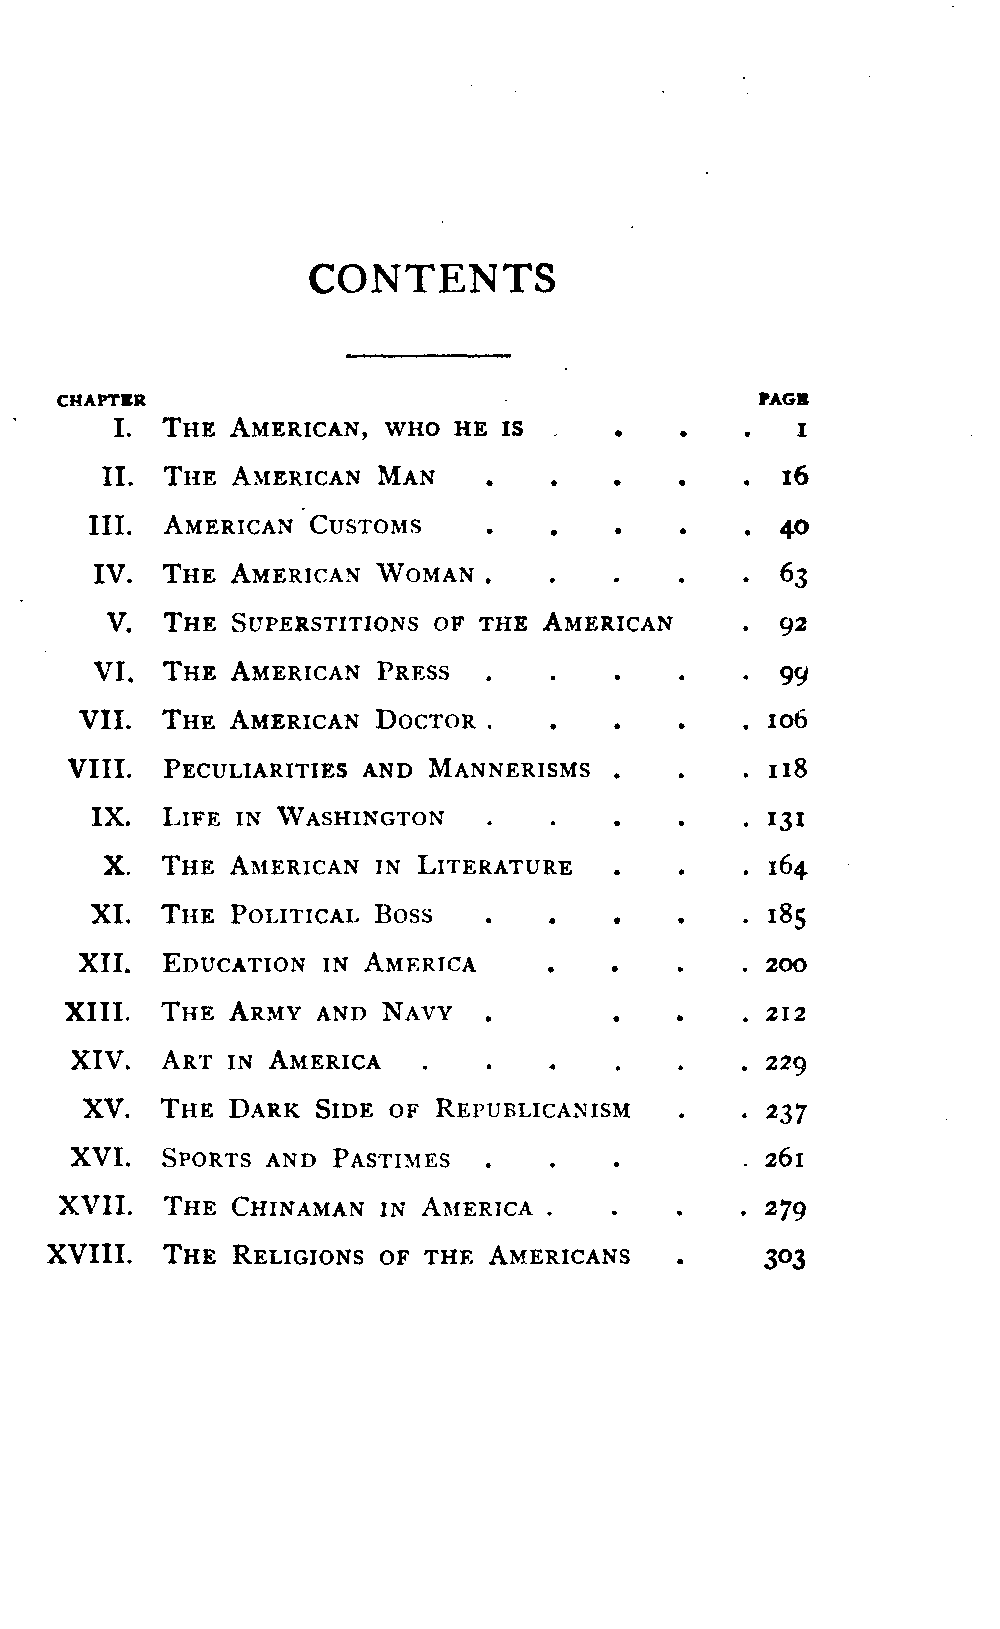 CONTENTS
CHAPTER PAGE
I. THE AMERICAN, WHO HE IS . . . . 1
II. THE AMERICAN MAN . . . . . 16
III. AMERICAN CUSTOMS . . . . . 40
IV. THE AMERICAN WOMAN . . . . . 63
V. THE SUPERSTITIONS OF THE AMERICAN . 92
VI. THE AMERICAN PRESS . . . . . 99
VII. THE AMERICAN DOCTOR . . . . . 106
VIII. PECULIARITIES AND MANNERISMS . . . 118
IX. LIFE IN WASHINGTON . . . . . 131
X. THE AMERICAN IN LITERATURE . . . 164
XI. THE POLITICAL BOSS . . . . . 185
XII. EDUCATION IN AMERICA . . . . 200
XIII. THE ARMY AND NAVY . . . . 212
XIV. ART IN AMERICA . . . . . . 229
XV. THE DARK SIDE OF REPUBLICANISM . . 237
XVI. SPORTS AND PASTIMES . . . . 261
XVII. THE CHINAMAN IN AMERICA . . . . 279
XVIII. THE RELIGIONS OF THE AMERICANS . 303